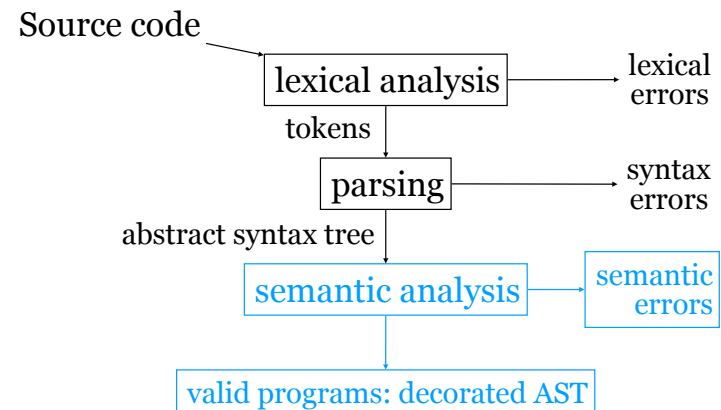 Source code
lexical analysis
lexical
errors
tokens
parsing
syntax
errors
abstract syntax tree
semantic analysis
semantic
errors
valid programs: decorated AST